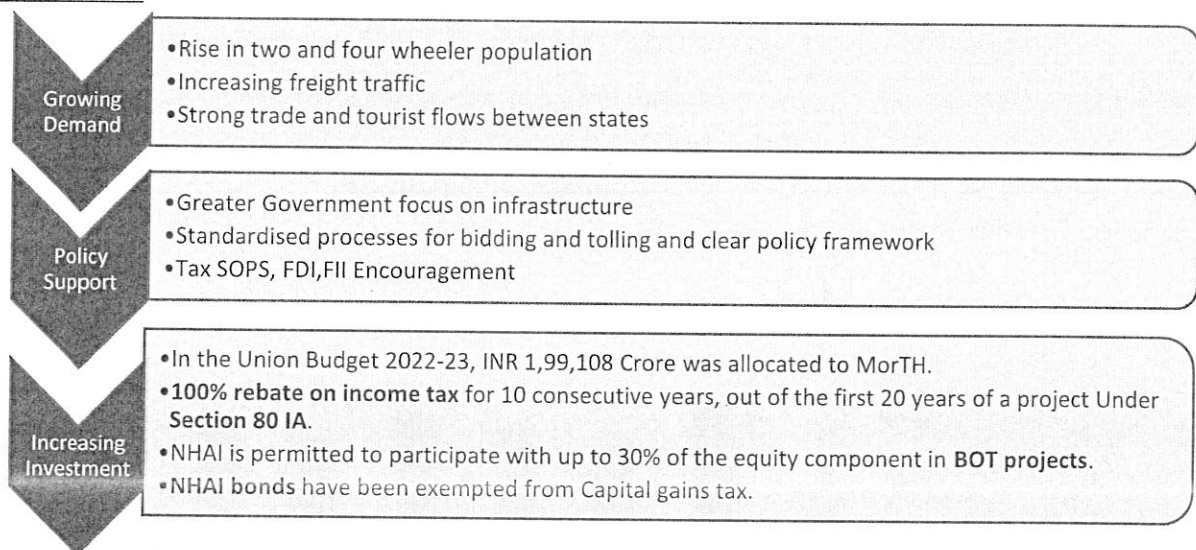 Growing
Demand
•Rise in two and four wheeler population
•Increasing freight traffic
•Strong trade and tourist flows between states
Policy
Support
•Greater Government focus on infrastructure
•Standardised processes for bidding and tolling and clear policy framework
•Tax SOPS, FDI,FII Encouragement
Increasing
Investment
•In the Union Budget 2022-23, INR 1,99,108 Crore was allocated to MorTH.
•100% rebate on income tax for 10 consecutive years, out of the first 20 years of a project Under
Section 80 IA.
•NHAI is permitted to participate with up to 30% of the equity component in BOT projects.
•NHAI bonds have been exempted from Capital gains tax.